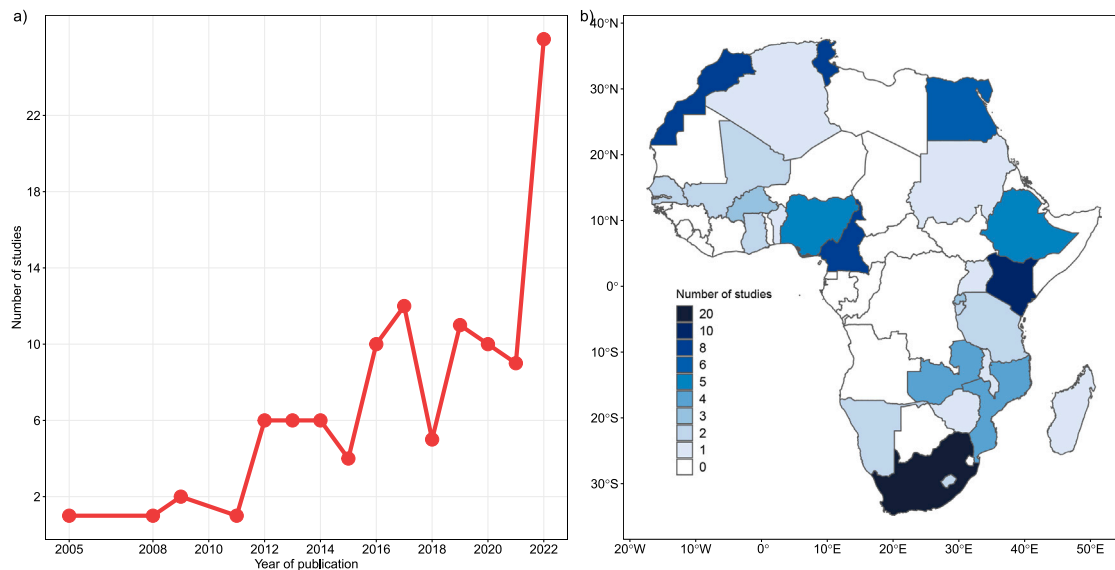 a)
Number of studies
22
18
14
10
6
2
2005 2008 2010 2012 2014 2016 2018 2020 2022
Year of publication
b)
40°N
30°N
20°N
10°N
0°
10°S
20°S
30°S
Number of studies
20
10
8
6
5
4
3
2
1
0
20°W 10°W 0° 10°E 20°E 30°E 40°E 50°E